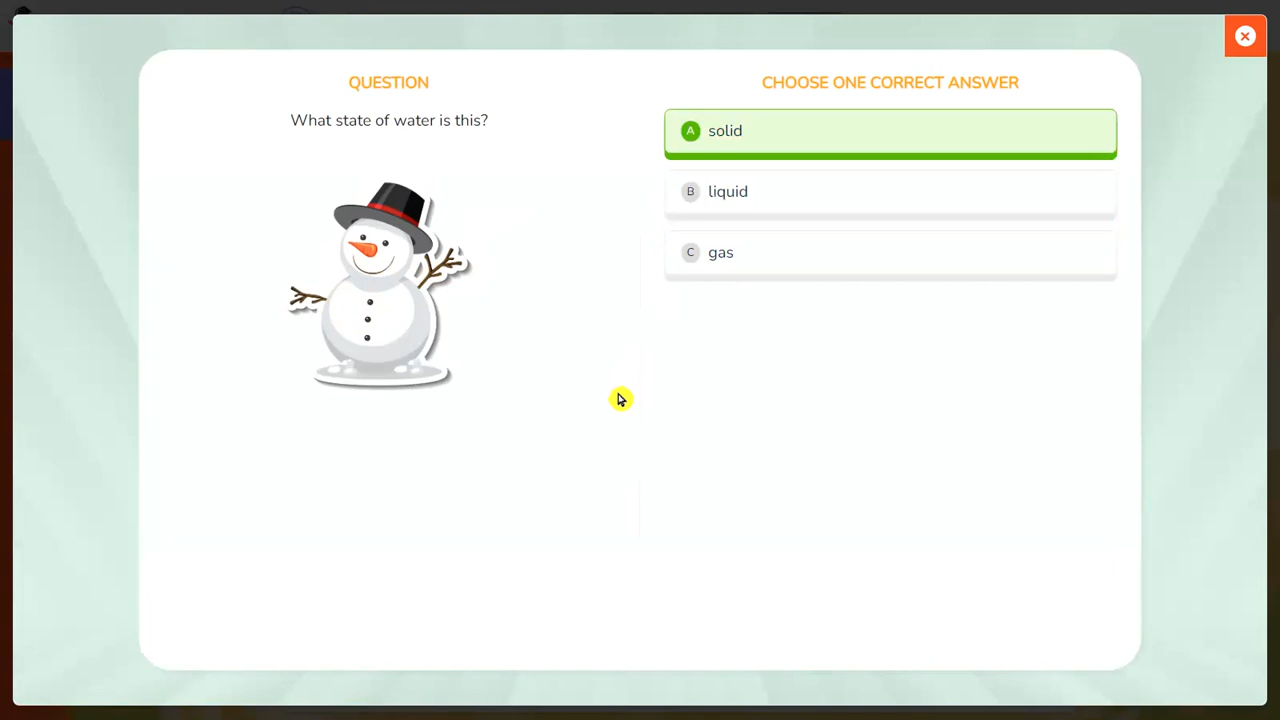 QUESTION
What state of water is this?
CHOOSE ONE CORRECT ANSWER
A solid
B liquid
C gas